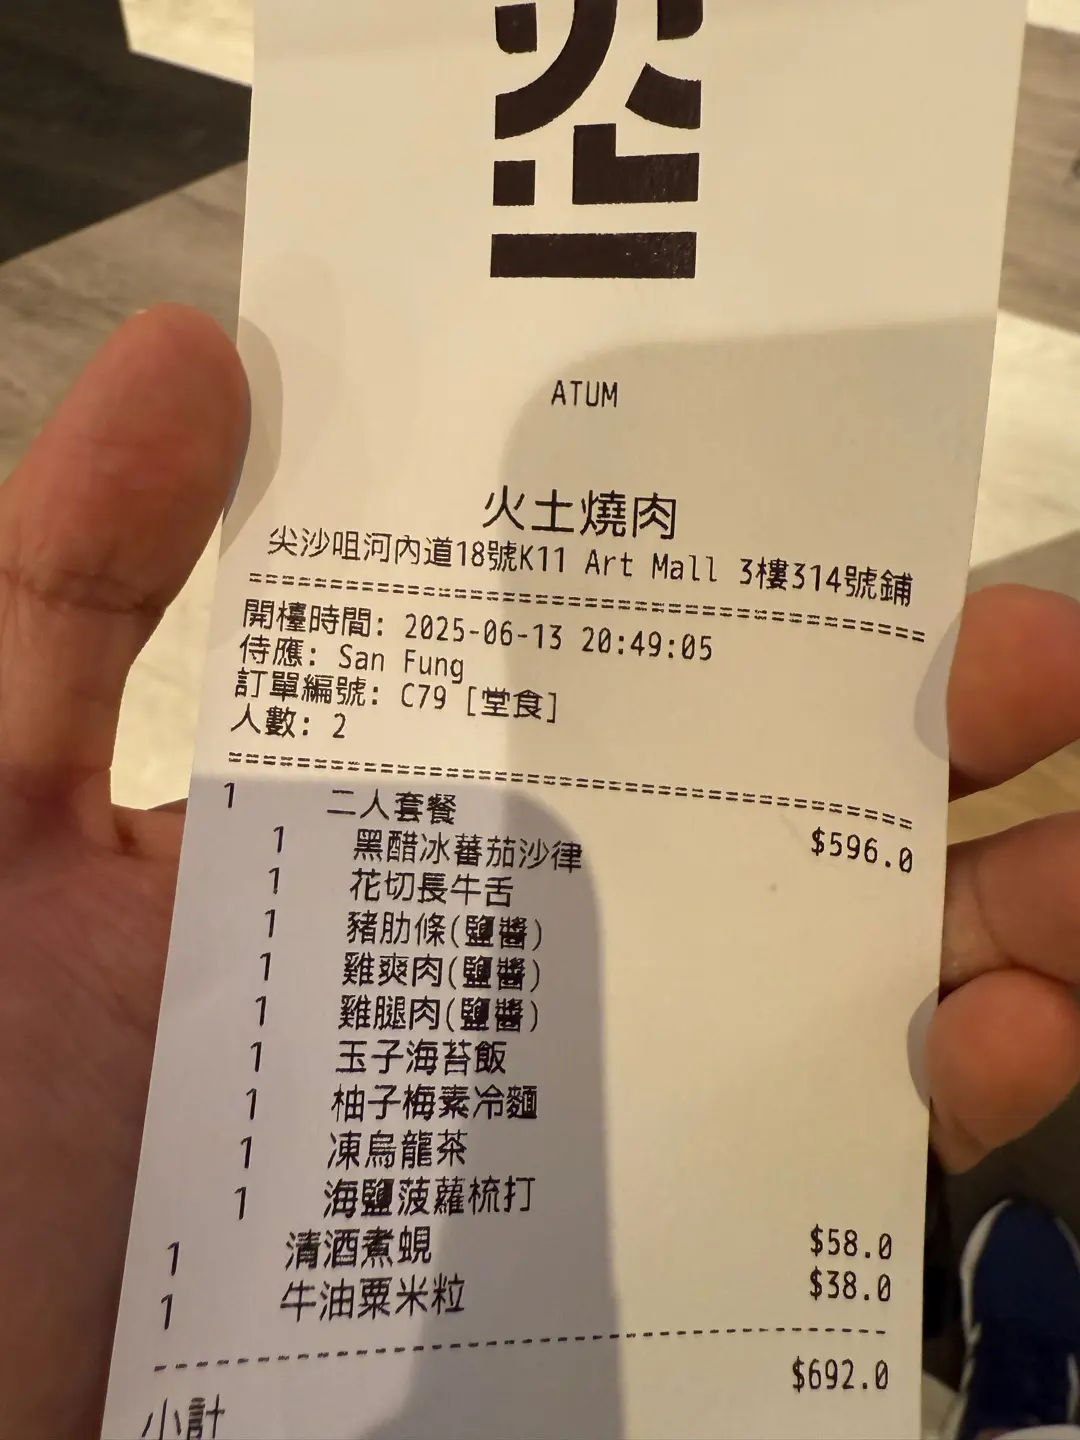 ATUM
火土燒肉
尖沙咀河內道18號K11 Art Mall 3樓314號鋪
開檯時間: 2025-06-13 20:49:05
侍應: San Fung
訂單編號: C79 [堂食]
人數: 2
1 二人套餐 $596.0
1 黑醋冰蕃茄沙律
1 花切長牛舌
1 豬肋條(鹽醬)
1 雞爽肉(鹽醬)
1 雞腿肉(鹽醬)
1 玉子海苔飯
1 柚子梅素冷麵
1 凍烏龍茶
1 海鹽菠蘿梳打
1 清酒煮蜆 $58.0
1 牛油粟米粒 $38.0
小計 $692.0